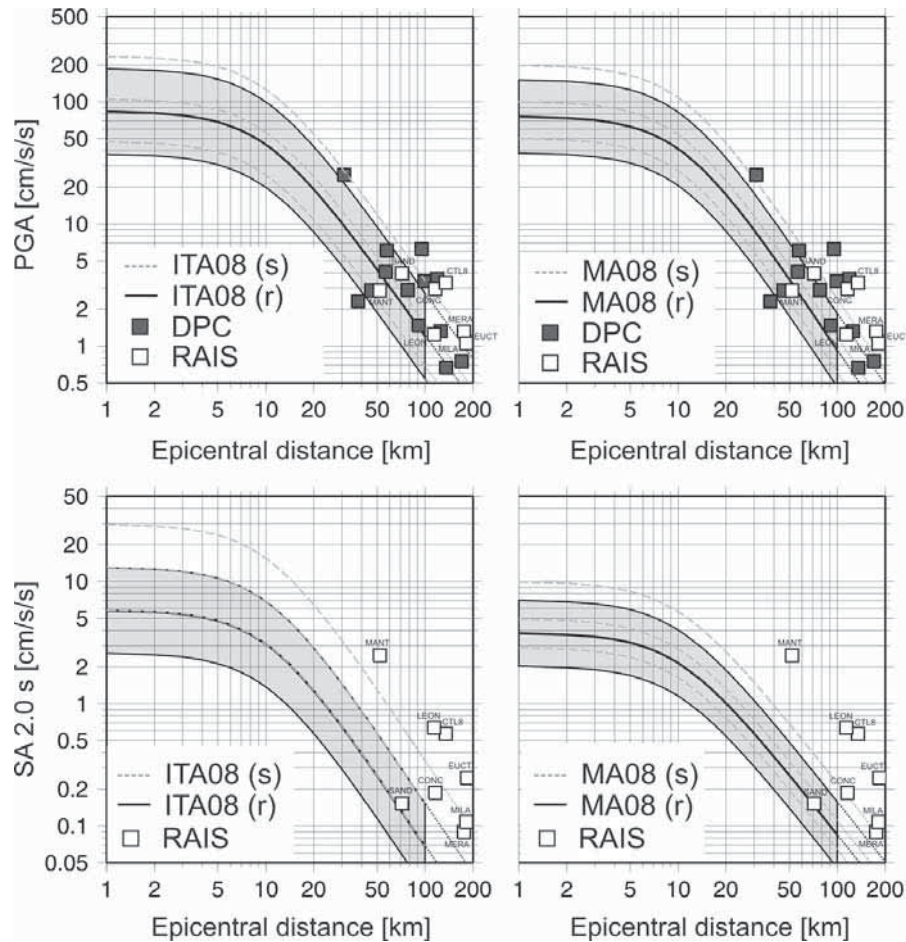 500
200
100
50
20
10
5
2
1
0.5
PGA [cm/s/s]
ITA08 (s)
ITA08 (r)
DPC
RAIS
SAND
CTL8
MANT
CONC
MERA
LEON
EUCT
MILA
1 2 5 10 20 50 100 200
Epicentral distance [km]
MA08 (s)
MA08 (r)
DPC
RAIS
SAND
CTL8
MANT
CONC
MERA
LEON
EUCT
MILA
1 2 5 10 20 50 100 200
Epicentral distance [km]
50
20
10
5
2
1
0.5
0.2
0.1
0.05
SA 2.0 s [cm/s/s]
MANT
LEON
CTL8
EUCT
CONC
SAND
MILA
MERA
ITA08 (s)
ITA08 (r)
RAIS
1 2 5 10 20 50 100 200
Epicentral distance [km]
MANT
LEON
CTL8
EUCT
CONC
SAND
MILA
MERA
MA08 (s)
MA08 (r)
RAIS
1 2 5 10 20 50 100 200
Epicentral distance [km]